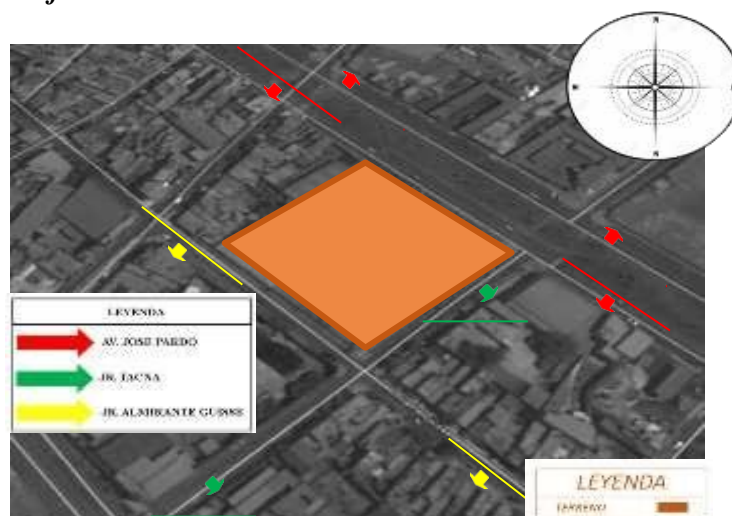 N
LEYENDA
AV. JOSE PARDO
JR. TACNA
JR. ALMIRANTE GUISSE
LEYENDA
TERRENO